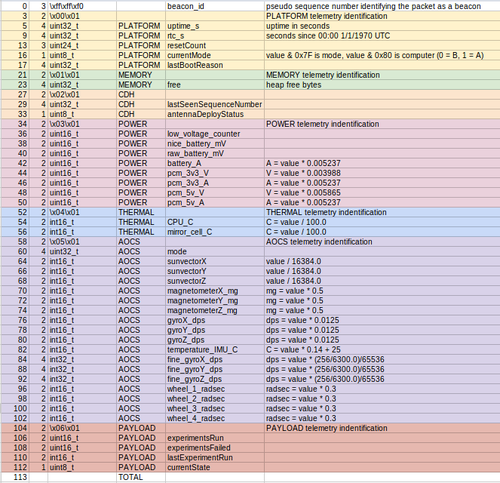 0 3 \xff\xff\xf0 beacon_id pseudo sequence number identifying the packet as a beacon
3 2 \x00\x01 PLATFORM telemetry identification
5 4 uint32_t PLATFORM uptime_s uptime in seconds
9 4 uint32_t PLATFORM rtc_s seconds since 00:00 1/1/1970 UTC
13 3 uint24_t PLATFORM resetCount
16 1 uint8_t PLATFORM currentMode value & 0x7F is mode, value & 0x80 is computer (0 = B, 1 = A)
17 4 uint32_t PLATFORM lastBootReason
21 2 \x01\x01 MEMORY MEMORY telemetry identification
23 4 uint32_t MEMORY free heap free bytes
27 2 \x02\x01 CDH
29 4 uint32_t CDH lastSeenSequenceNumber
33 1 uint8_t CDH antennaDeployStatus
34 2 \x03\x01 POWER POWER telemetry indentification
36 2 uint16_t POWER low_voltage_counter
38 2 uint16_t POWER nice_battery_mV
40 2 uint16_t POWER raw_battery_mV
42 2 uint16_t POWER battery_A A = value * 0.005237
44 2 uint16_t POWER pcm_3v3_V V = value * 0.003988
46 2 uint16_t POWER pcm_3v3_A A = value * 0.005237
48 2 uint16_t POWER pcm_5v_V V = value * 0.005865
50 2 uint16_t POWER pcm_5v_A A = value * 0.005237
52 2 \x04\x01 THERMAL THERMAL telemetry indentification
54 2 int16_t THERMAL CPU_C C = value / 100.0
56 2 int16_t THERMAL mirror_cell_C C = value / 100.0
58 2 \x05\x01 AOCS AOCS telemetry indentification
60 4 uint32_t AOCS mode
64 2 int16_t AOCS sunvectorX value / 16384.0
66 2 int16_t AOCS sunvectorY value / 16384.0
68 2 int16_t AOCS sunvectorZ value / 16384.0
70 2 int16_t AOCS magnetometerX_mg mg = value * 0.5
72 2 int16_t AOCS magnetometerY_mg mg = value * 0.5
74 2 int16_t AOCS magnetometerZ_mg mg = value * 0.5
76 2 int16_t AOCS gyroX_dps dps = value * 0.0125
78 2 int16_t AOCS gyroY_dps dps = value * 0.0125
80 2 int16_t AOCS gyroZ_dps dps = value * 0.0125
82 2 int16_t AOCS temperature_IMU_C C = value * 0.14 + 25
84 4 int32_t AOCS fine_gyroX_dps dps = value * (256/6300.0)/65536
88 4 int32_t AOCS fine_gyroY_dps dps = value * (256/6300.0)/65536
92 4 int32_t AOCS fine_gyroZ_dps dps = value * (256/6300.0)/65536
96 2 int16_t AOCS wheel_1_radsec radsec = value * 0.3
98 2 int16_t AOCS wheel_2_radsec radsec = value * 0.3
100 2 int16_t AOCS wheel_3_radsec radsec = value * 0.3
102 2 int16_t AOCS wheel_4_radsec radsec = value * 0.3
104 2 \x06\x01 PAYLOAD PAYLOAD telemetry identification
106 2 uint16_t PAYLOAD experimentsRun
108 2 uint16_t PAYLOAD experimentsFailed
110 2 int16_t PAYLOAD lastExperimentRun
112 1 uint8_t PAYLOAD currentState
113 TOTAL